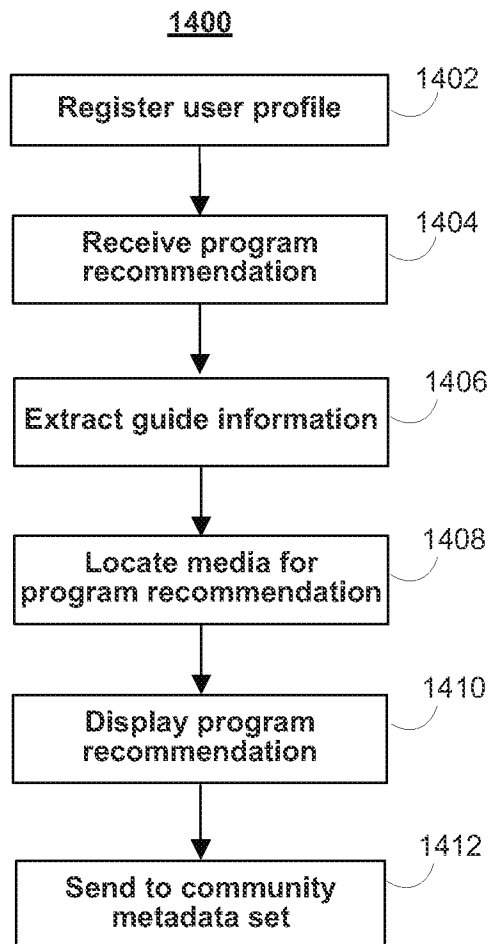 1400
Register user profile
1402
Receive program
recommendation
1404
Extract guide information
1406
Locate media for
program recommendation
1408
Display program
recommendation
1410
Send to community
metadada set
1412